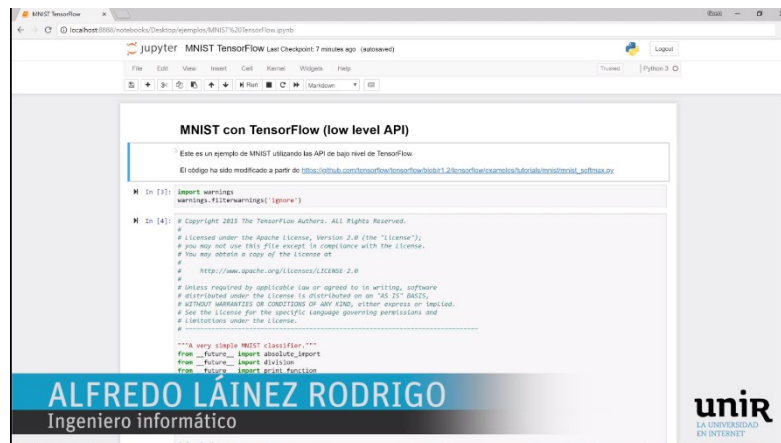 MNIST TensorFlow
localhost:8888/notebooks/Desktop/ejemplos/MNIST%20TensorFlow.ipynb
jupyter MNIST TensorFlow Last Checkpoint: 7 minutes ago (autosaved)
Logout
File Edit View Insert Cell Kernel Widgets Help
Trusted Python 3
Run Markdown
MNIST con TensorFlow (low level API)
Este es un ejemplo de MNIST utilizando las API de bajo nivel de TensorFlow.
El código ha sido modificado a partir de https://github.com/tensorflow/tensorflow/blob/r1.2/tensorflow/examples/tutorials/mnist/mnist_softmax.py
In [3]: import warnings
warnings.filterwarnings('ignore')
In [4]: # Copyright 2015 The TensorFlow Authors. All Rights Reserved.
#
# Licensed under the Apache License, Version 2.0 (the "License");
# you may not use this file except in compliance with the License.
# You may obtain a copy of the License at
#
# http://www.apache.org/licenses/LICENSE-2.0
#
# Unless required by applicable law or agreed to in writing, software
# distributed under the License is distributed on an "AS IS" BASIS,
# WITHOUT WARRANTIES OR CONDITIONS OF ANY KIND, either express or implied.
# See the License for the specific language governing permissions and
# limitations under the License.
# ==============================================================================
"""A very simple MNIST classifier."""
from __future__ import absolute_import
from __future__ import division
from __future__ import print_function
ALFREDO LÁINEZ RODRIGO
Ingeniero informático
unir
LA UNIVERSIDAD
EN INTERNET